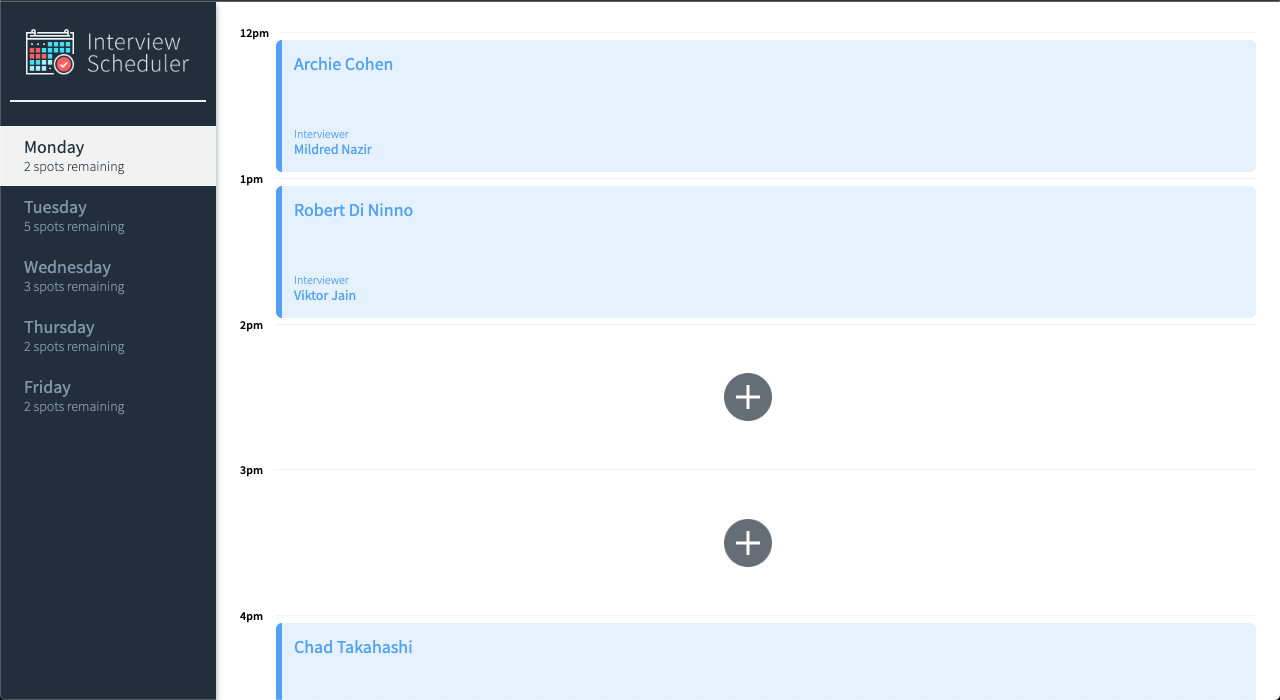 Interview
Scheduler
Monday
2 spots remaining
Tuesday
5 spots remaining
Wednesday
3 spots remaining
Thursday
2 spots remaining
Friday
2 spots remaining
12pm
Archie Cohen
Interviewer
Mildred Nazir
1pm
Robert Di Ninno
Interviewer
Viktor Jain
2pm
3pm
4pm
Chad Takahashi